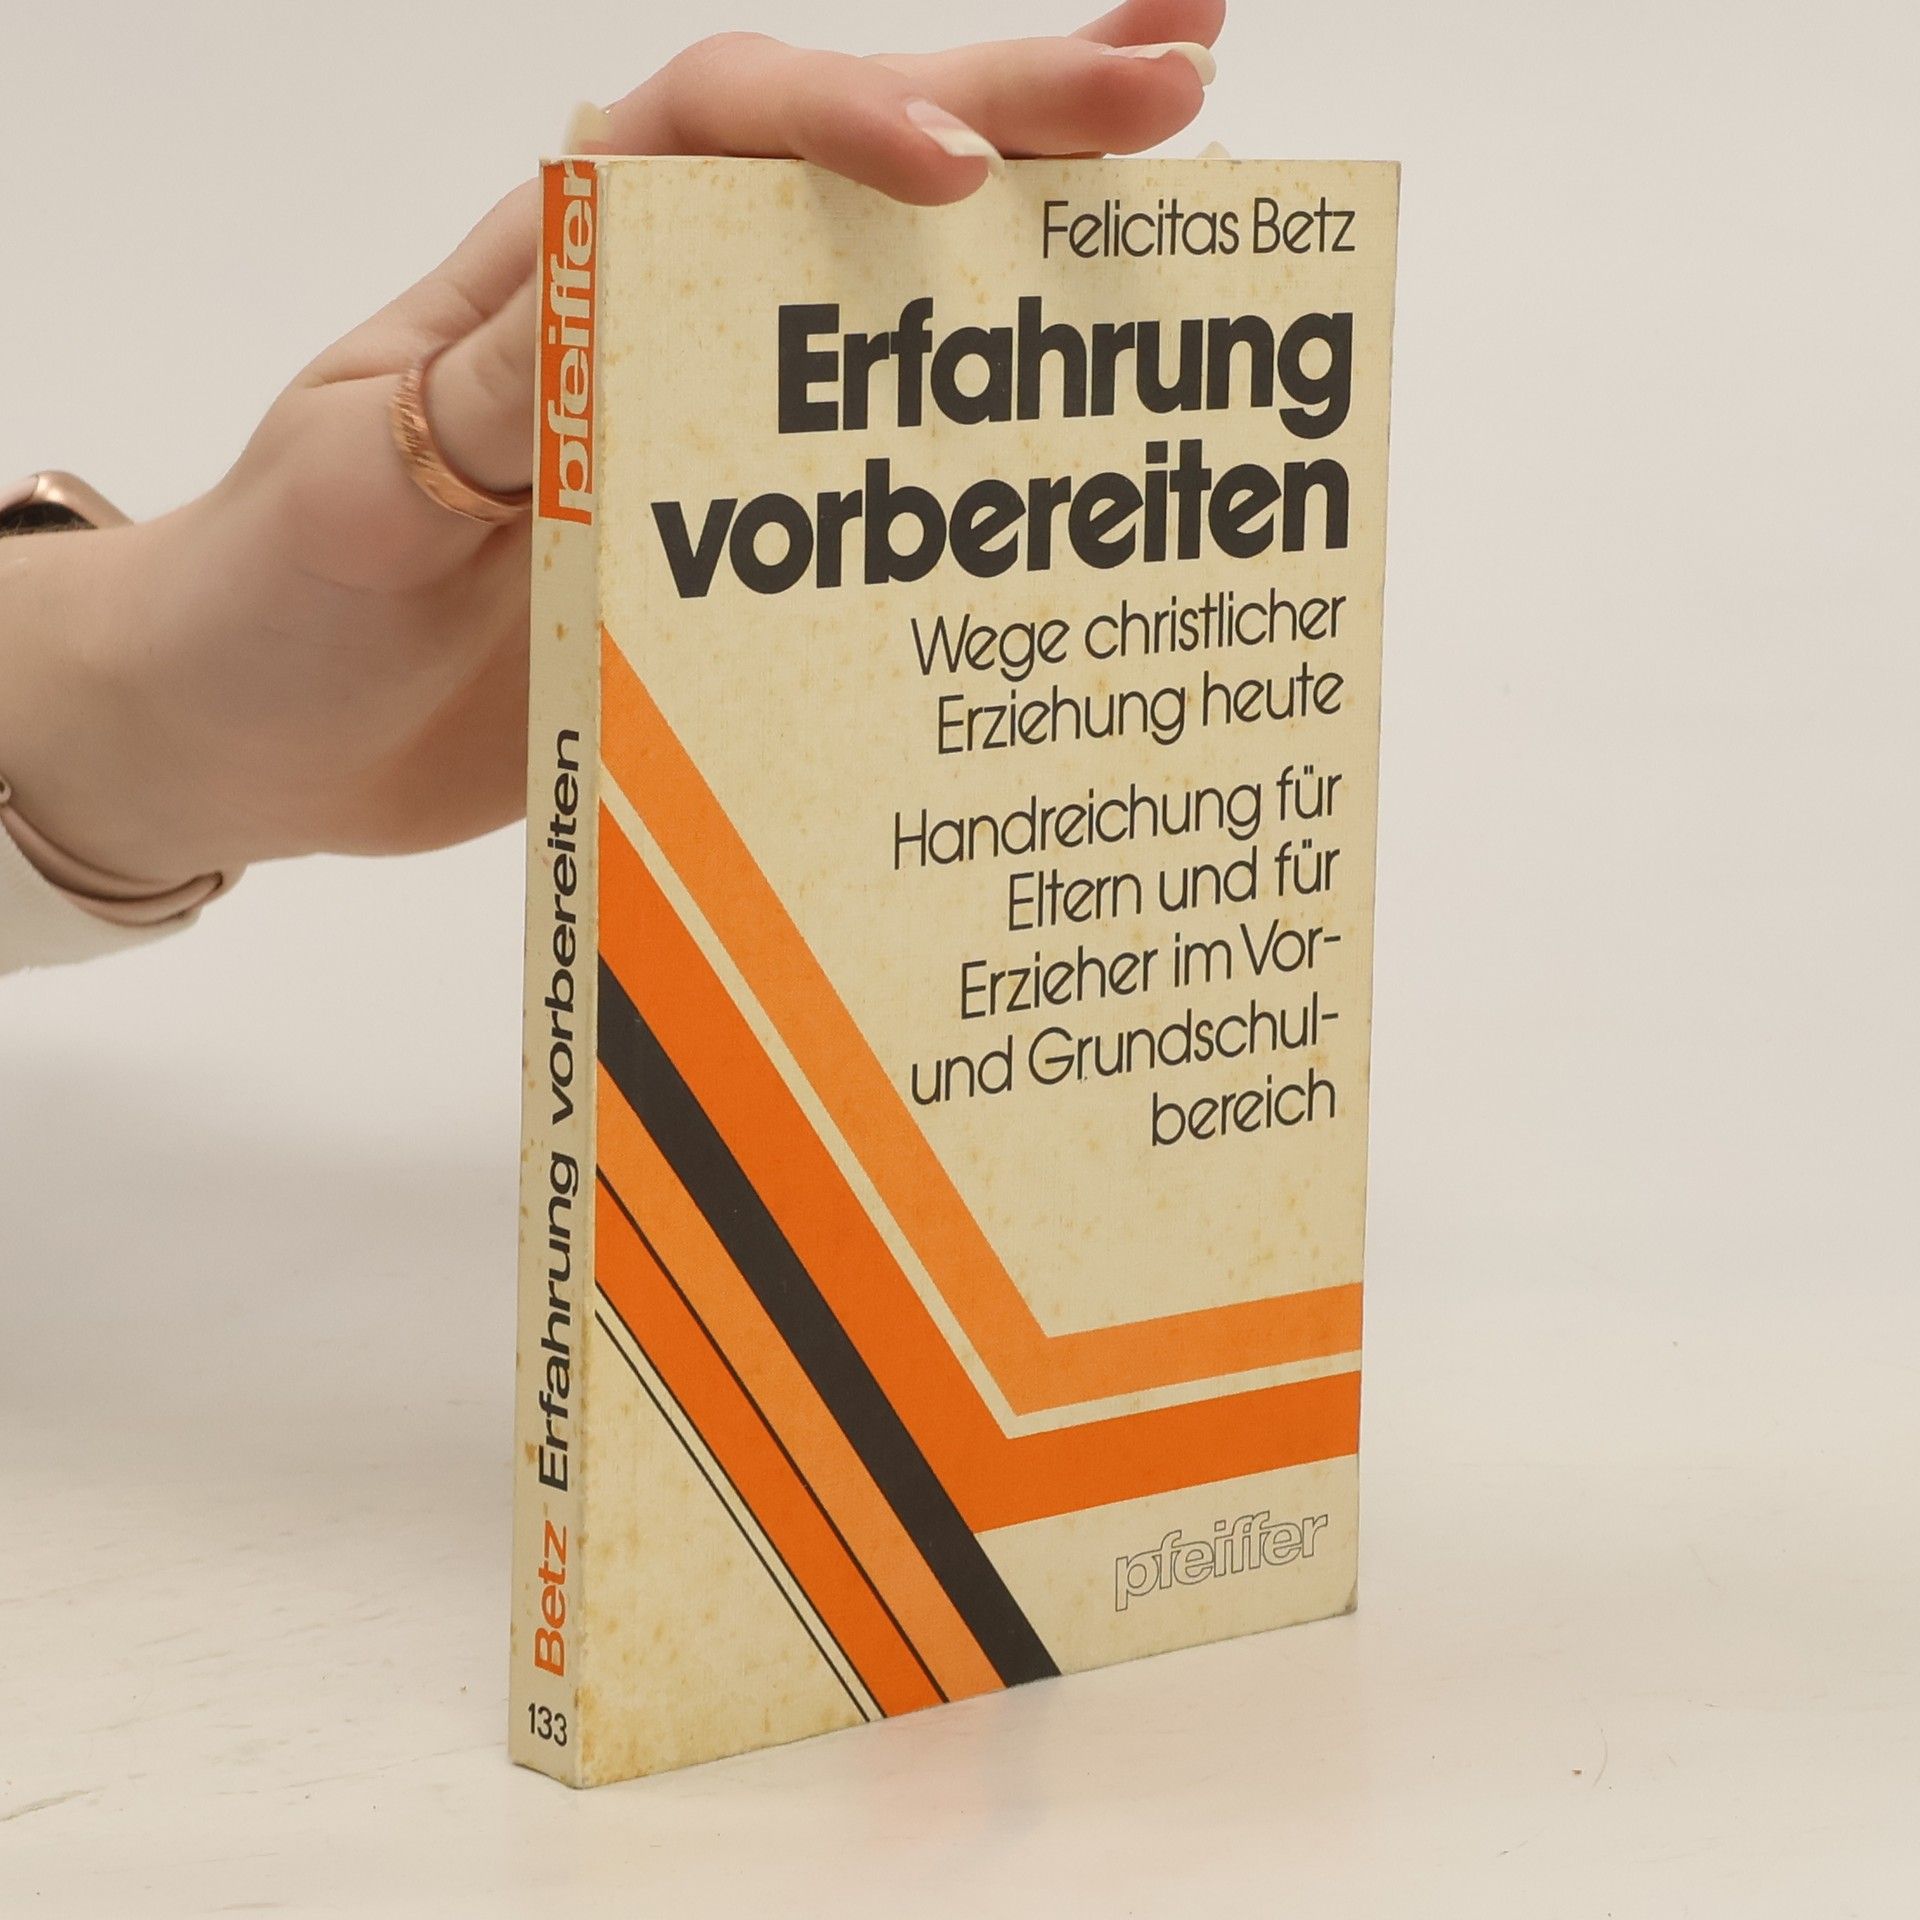 Felicitas Betz
Erfahrung
vorbereiten
Wege christlicher
Erziehung heute
Handreichung für
Eltern und für
Erzieher im Vor-
und Grundschul-
bereich
pfeiffer
133 Betz Erfahrung vorbereiten pfeiffer